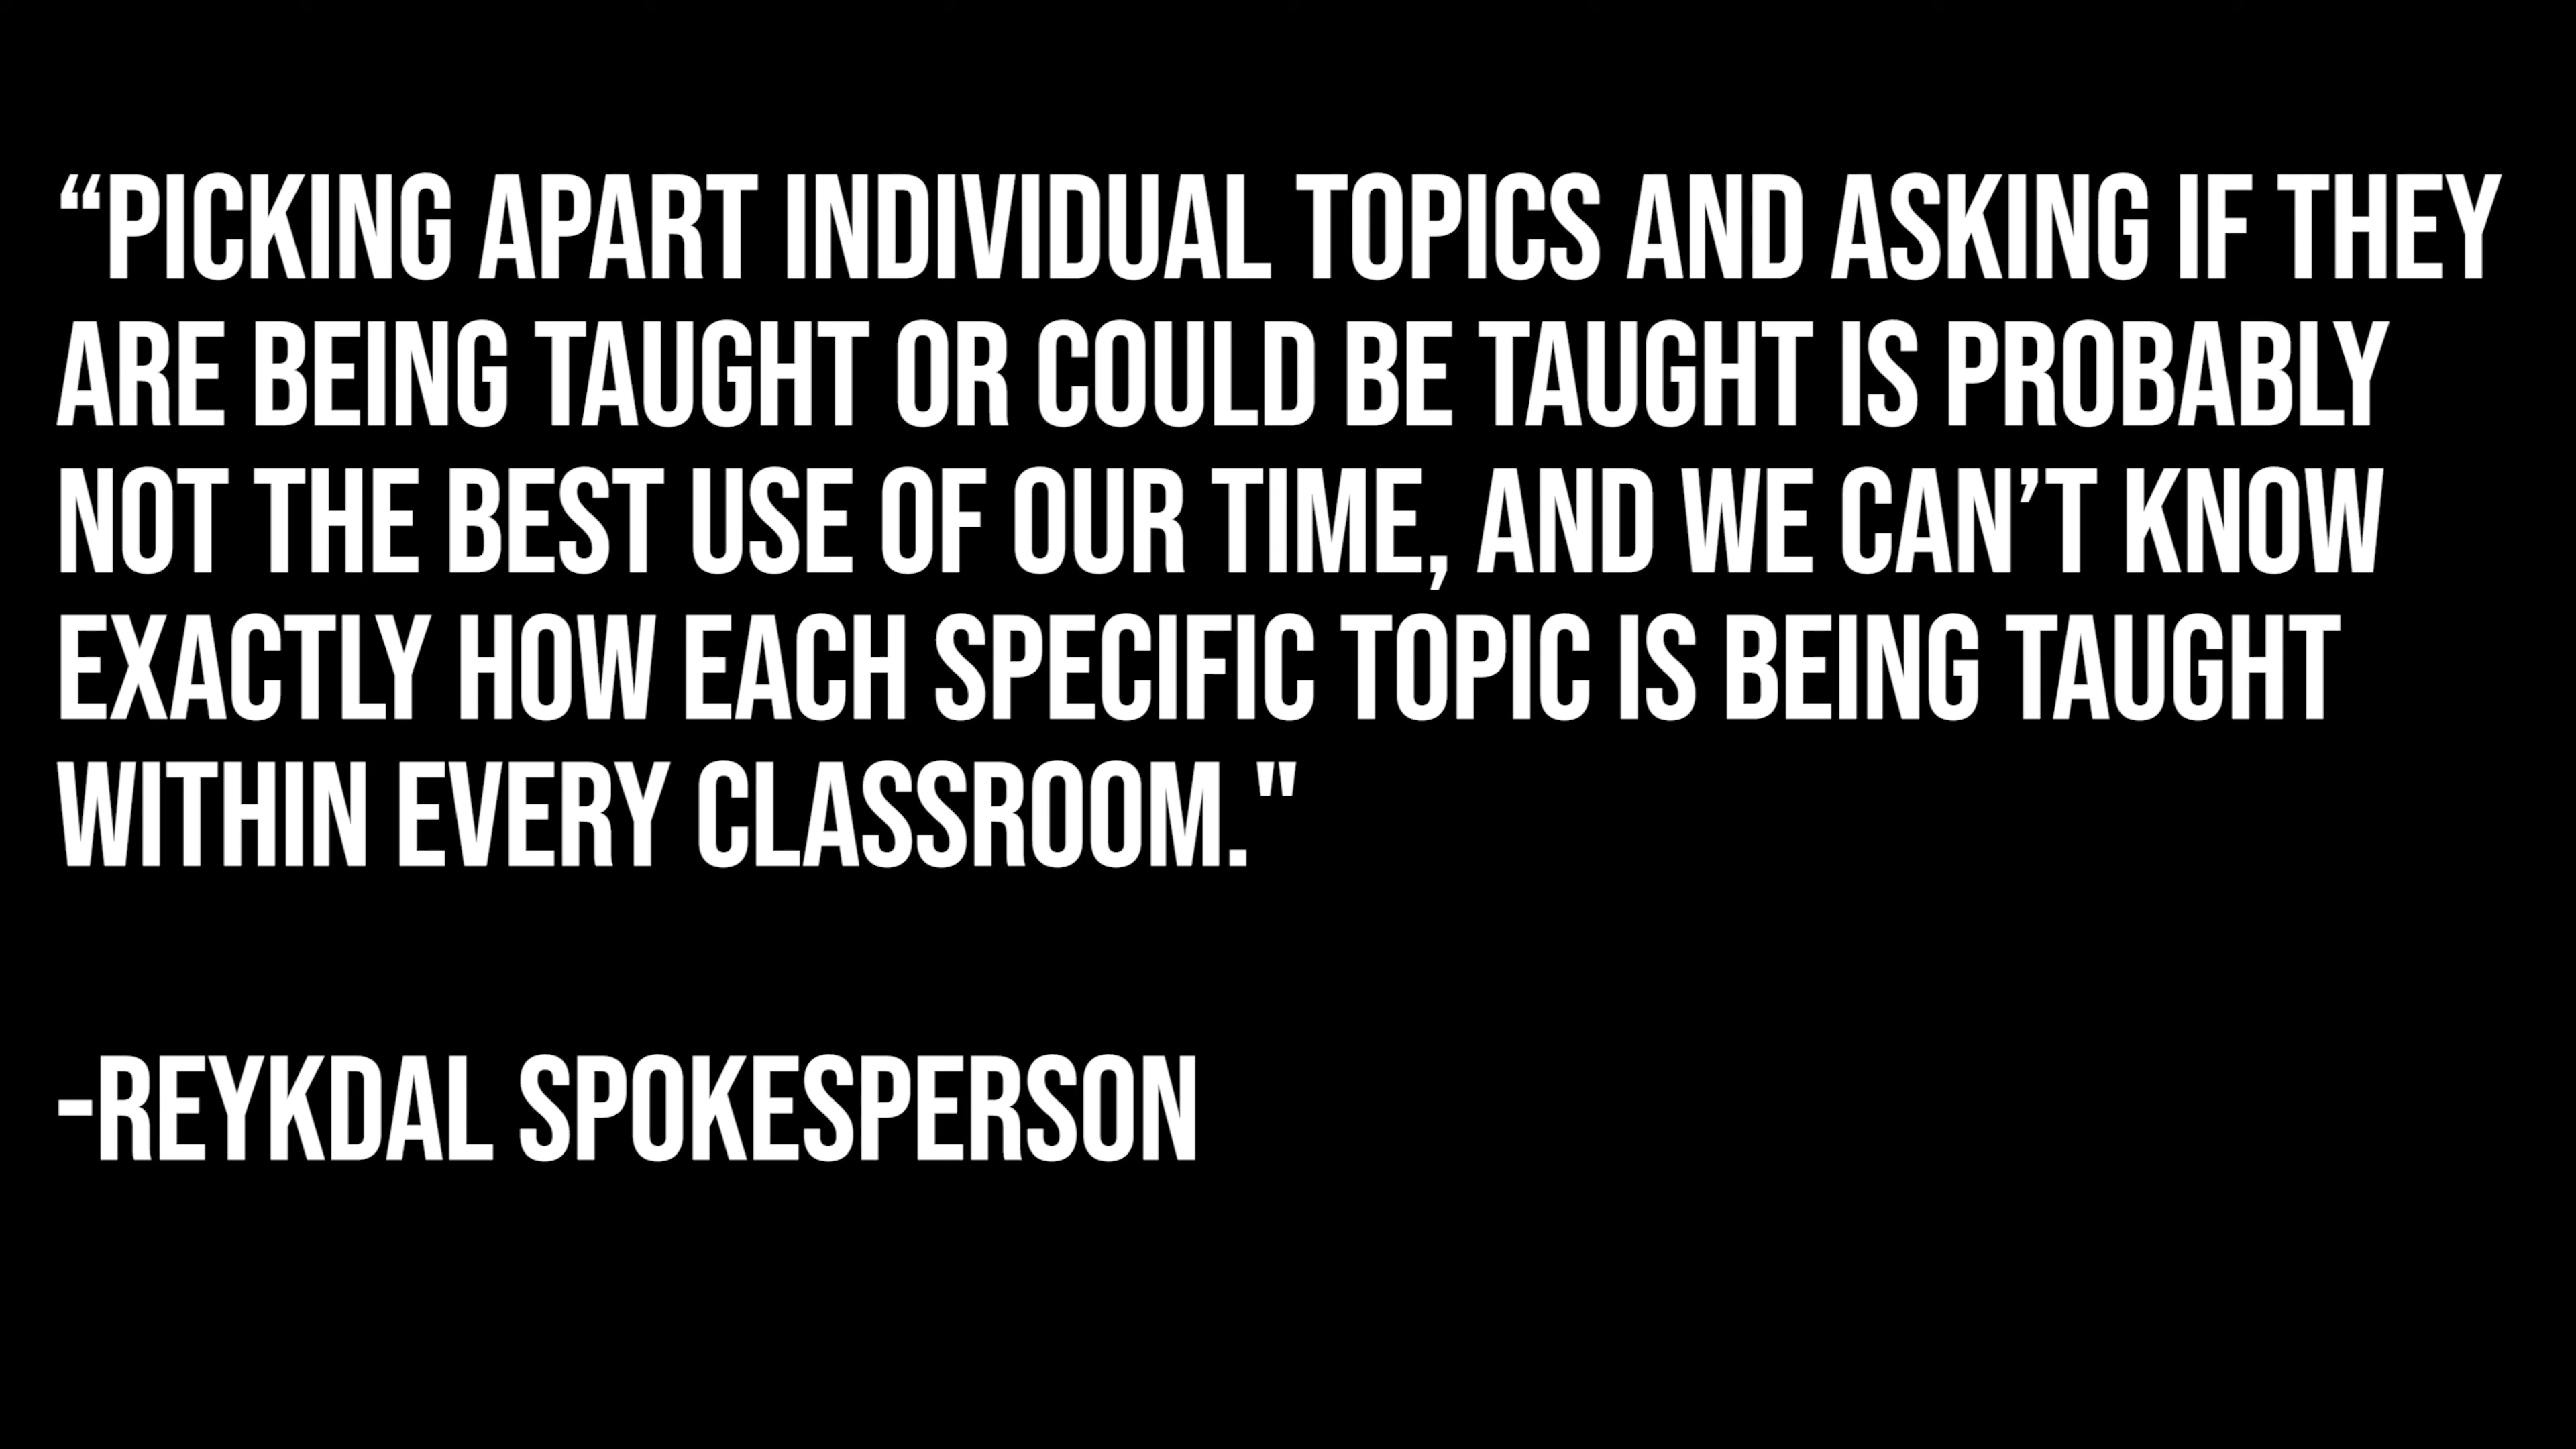 “PICKING APART INDIVIDUAL TOPICS AND ASKING IF THEY
ARE BEING TAUGHT OR COULD BE TAUGHT IS PROBABLY
NOT THE BEST USE OF OUR TIME, AND WE CAN’T KNOW
EXACTLY HOW EACH SPECIFIC TOPIC IS BEING TAUGHT
WITHIN EVERY CLASSROOM."
-REYKDAL SPOKESPERSON